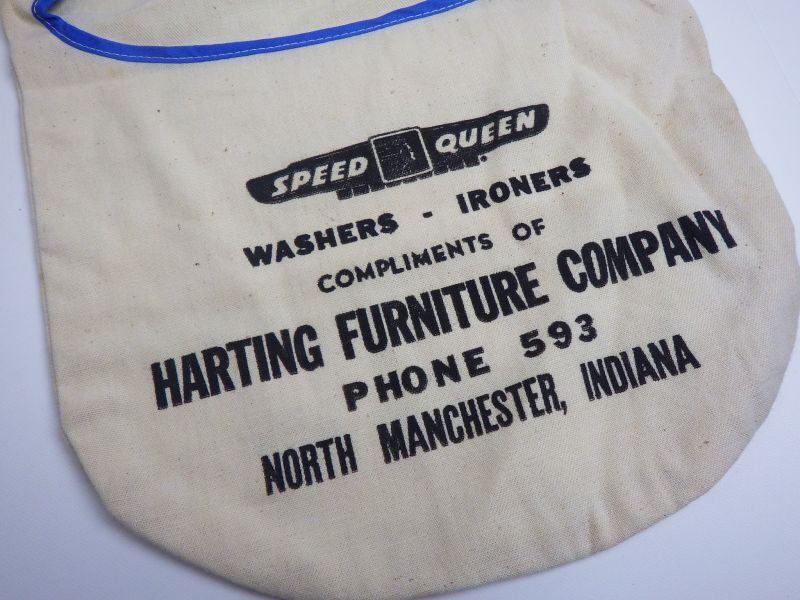 SPEED QUEEN
WASHERS - IRONERS
COMPLIMENTS OF
HARTING FURNITURE COMPANY
PHONE 593
NORTH MANCHESTER, INDIANA